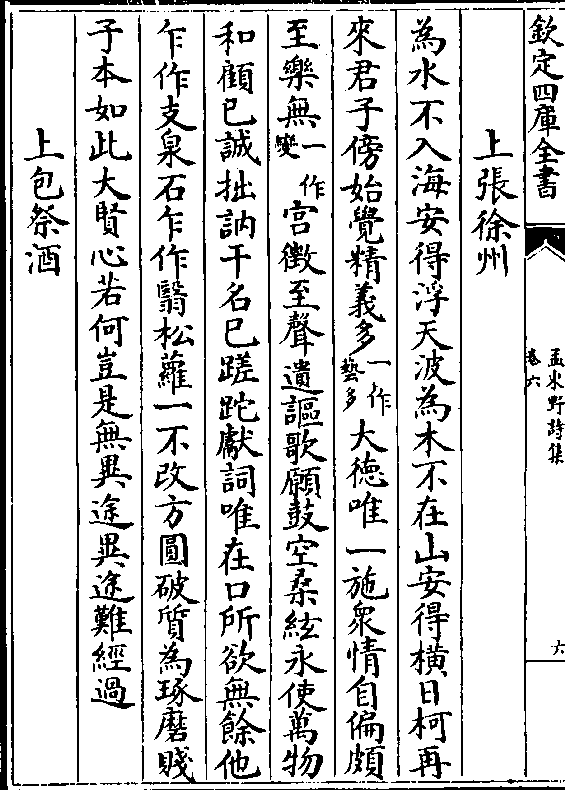 欽定四庫全書
孟東野詩集
卷六
六
上張徐州
為水不入海安得浮天波為木不在山安得橫日柯再
來君子傍始覺精義多一作藝多大德唯一施衆情自偏頗
至樂無一作變宮徵至聲遺謳歌願鼓空桑絃永使萬物
和顧已誠拙訥干名已蹉跎獻詞唯在口所欲無餘他
乍作支泉石乍作翳松蘿一不改方圓破質為琢磨賤
子本如此大賢心若何豈是無異途異途難經過
上包祭酒